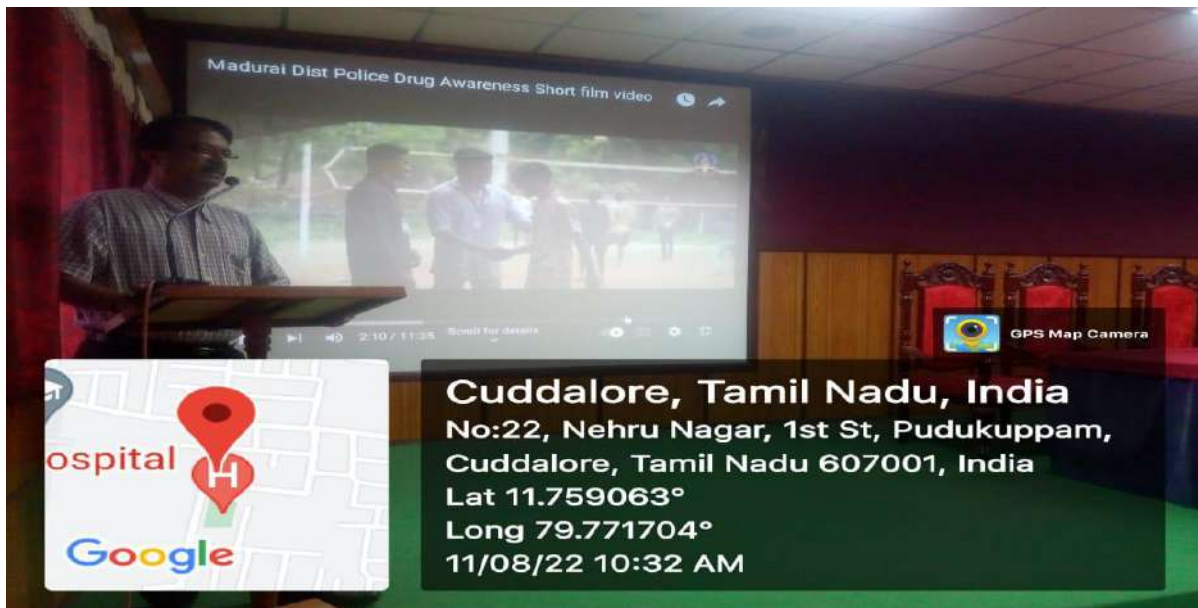 Madurai Dist Police Drug Awareness Short film video
2:10 / 11:35 Scroll for details
GPS Map Camera
ospital
H
Google
Cuddalore, Tamil Nadu, India
No:22, Nehru Nagar, 1st St, Pudukuppam,
Cuddalore, Tamil Nadu 607001, India
Lat 11.759063°
Long 79.771704°
11/08/22 10:32 AM